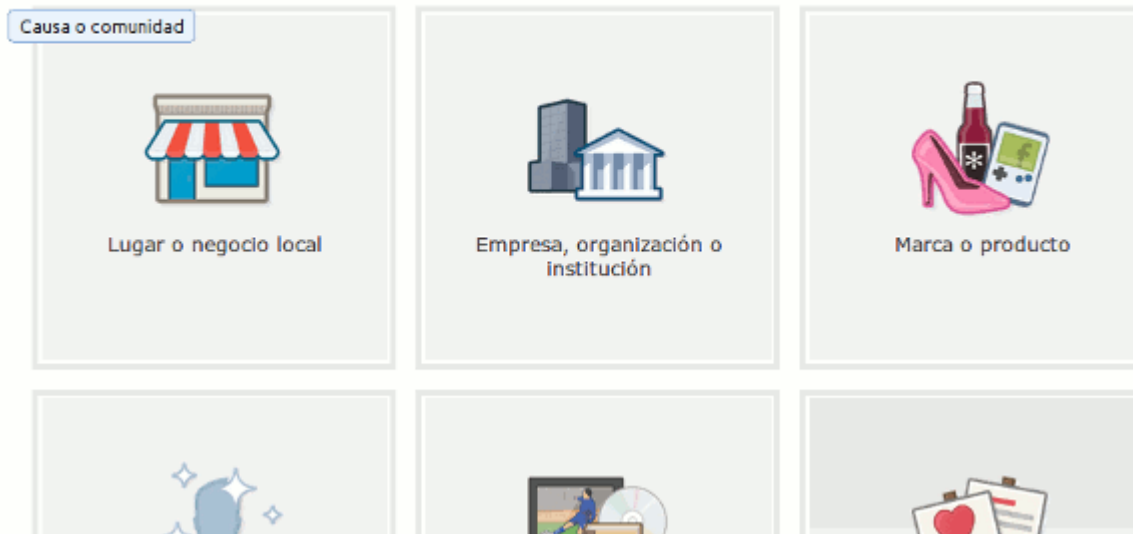 Causa o comunidad
Lugar o negocio local
Empresa, organización o
institución
Marca o producto